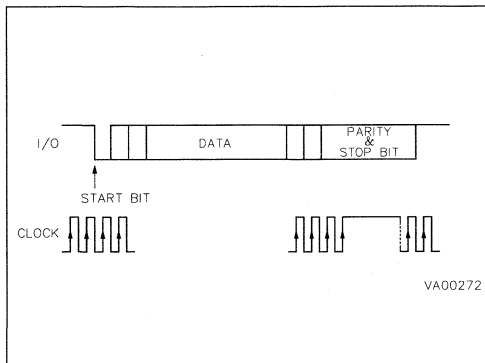 I/O
DATA
PARITY
&
STOP BIT
START BIT
CLOCK
VA00272